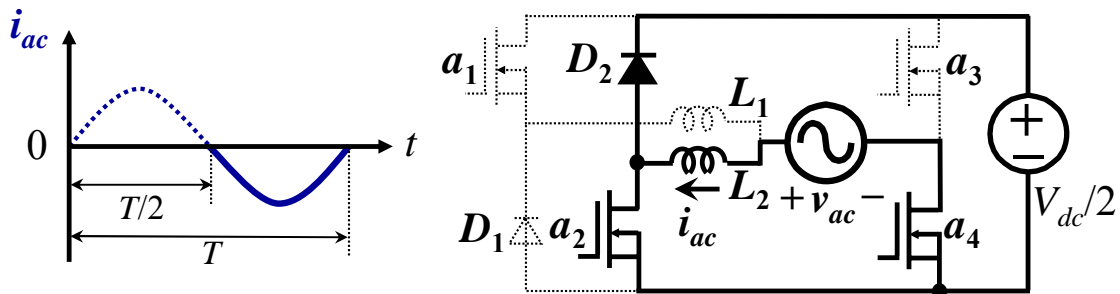 i_ac
0
t
T/2
T
a_1
D_2
a_3
L_1
L_2
+ v_ac −
i_ac
D_1
a_2
a_4
+
−
V_dc/2